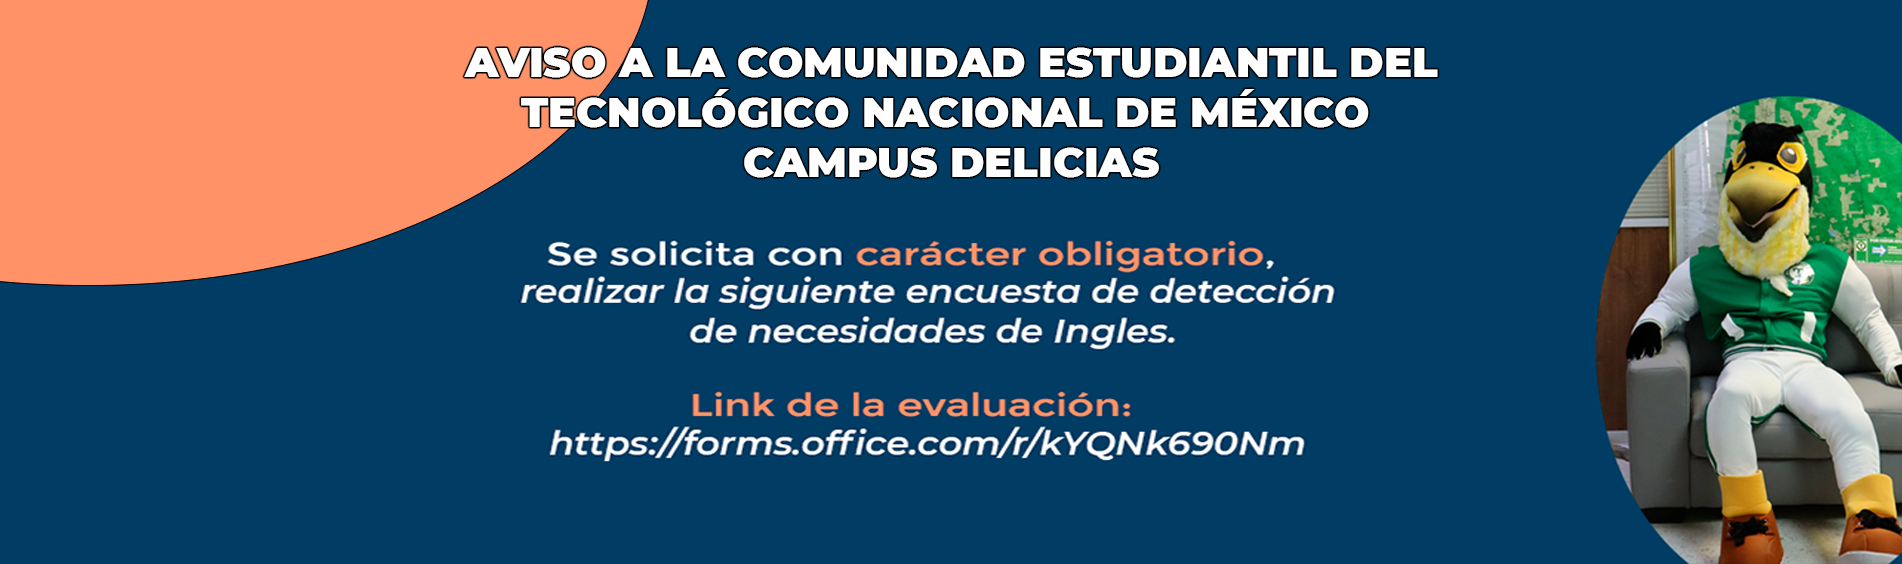 AVISO A LA COMUNIDAD ESTUDIANTIL DEL
TECNOLÓGICO NACIONAL DE MÉXICO
CAMPUS DELICIAS
Se solicita con carácter obligatorio,
realizar la siguiente encuesta de detección
de necesidades de Ingles.
Link de la evaluación:
https://forms.office.com/r/kYQNk690Nm